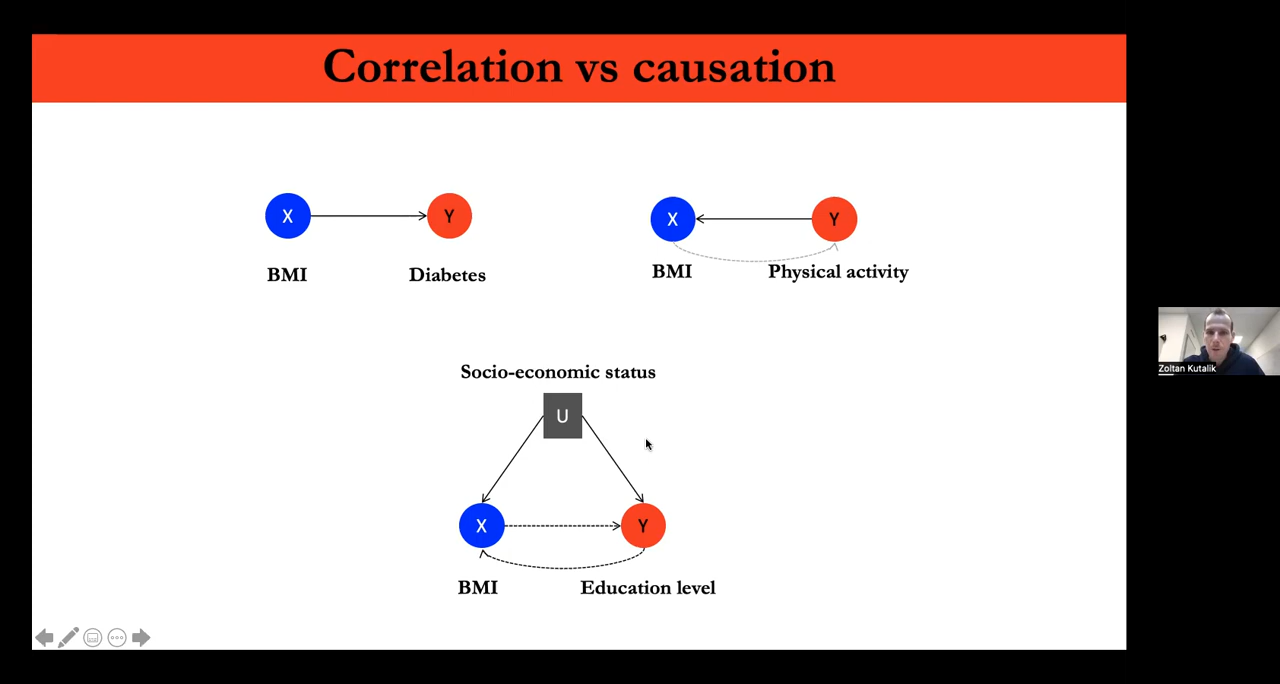 Correlation vs causation
X
Y
BMI
Diabetes
X
Y
BMI
Physical activity
Socio-economic status
U
X
Y
BMI
Education level
Zoltan Kutalik